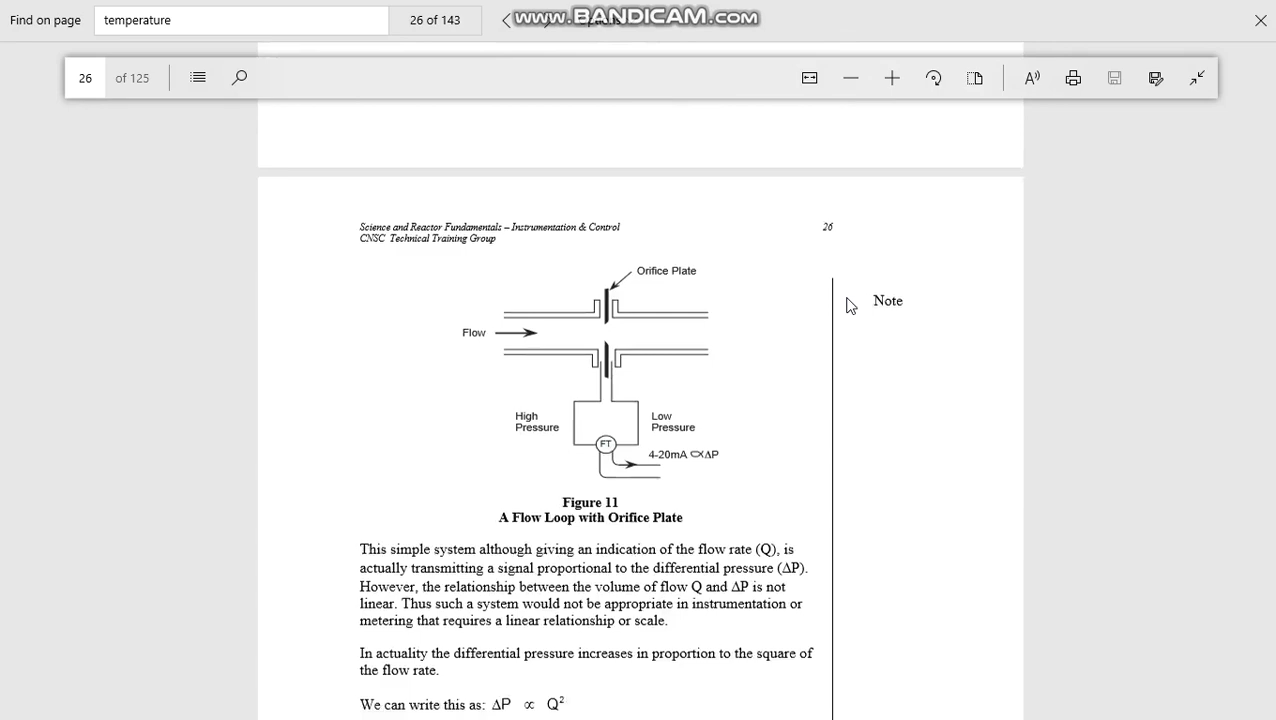 Find on page
temperature
26 of 143
www.BANDICAM.com
26
of 125
Science and Reactor Fundamentals – Instrumentation & Control
26
CNSC Technical Training Group
Orifice Plate
Note
Flow
High
Pressure
Low
Pressure
FT
4-20mA ∝ΔP
Figure 11
A Flow Loop with Orifice Plate
This simple system although giving an indication of the flow rate (Q), is
actually transmitting a signal proportional to the differential pressure (ΔP).
However, the relationship between the volume of flow Q and ΔP is not
linear. Thus such a system would not be appropriate in instrumentation or
metering that requires a linear relationship or scale.
In actuality the differential pressure increases in proportion to the square of
the flow rate.
We can write this as: ΔP ∝ Q²